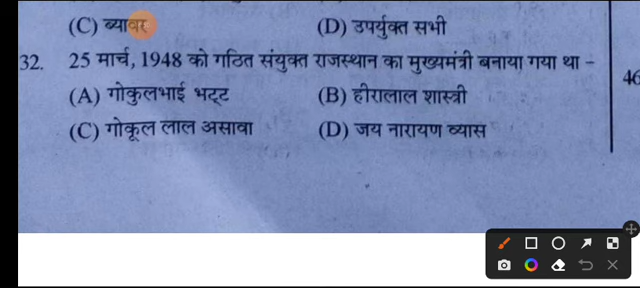 (C) ब्यावर (D) उपर्युक्त सभी
32. 25 मार्च, 1948 को गठित संयुक्त राजस्थान का मुख्यमंत्री बनाया गया था -
(A) गोकुलभाई भट्ट (B) हीरालाल शास्त्री
(C) गोकूल लाल असावा (D) जय नारायण व्यास
46